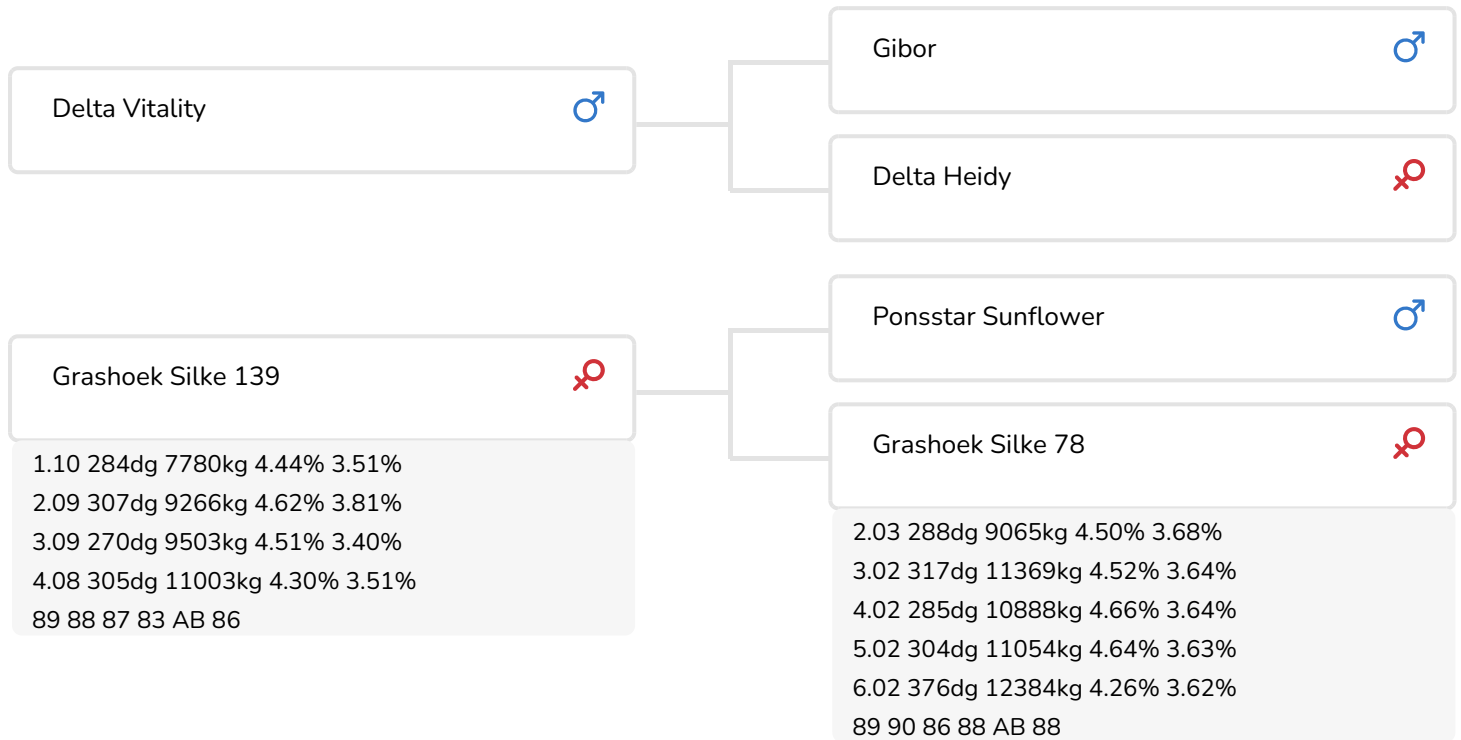 Delta Vitality
Gibor
Delta Heidy
Grashoek Silke 139
1.10 284dg 7780kg 4.44% 3.51%
2.09 307dg 9266kg 4.62% 3.81%
3.09 270dg 9503kg 4.51% 3.40%
4.08 305dg 11003kg 4.30% 3.51%
89 88 87 83 AB 86
Ponsstar Sunflower
Grashoek Silke 78
2.03 288dg 9065kg 4.50% 3.68%
3.02 317dg 11369kg 4.52% 3.64%
4.02 285dg 10888kg 4.66% 3.64%
5.02 304dg 11054kg 4.64% 3.63%
6.02 376dg 12384kg 4.26% 3.62%
89 90 86 88 AB 88